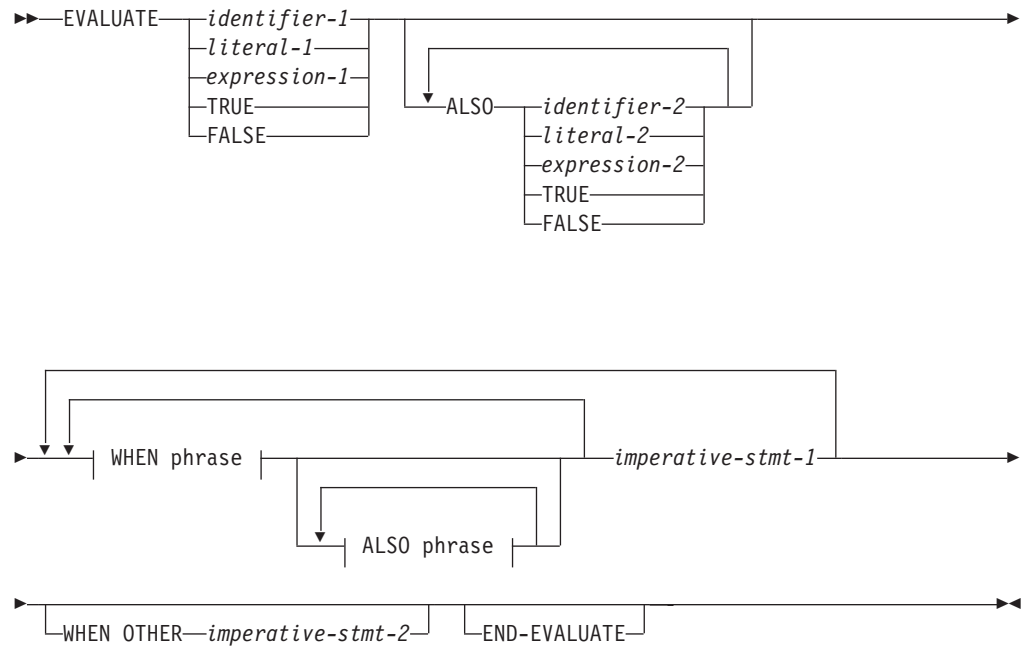 EVALUATE identifier-1
literal-1
expression-1
TRUE
FALSE
ALSO identifier-2
literal-2
expression-2
TRUE
FALSE
WHEN phrase imperative-stmt-1
ALSO phrase
WHEN OTHER imperative-stmt-2 END-EVALUATE